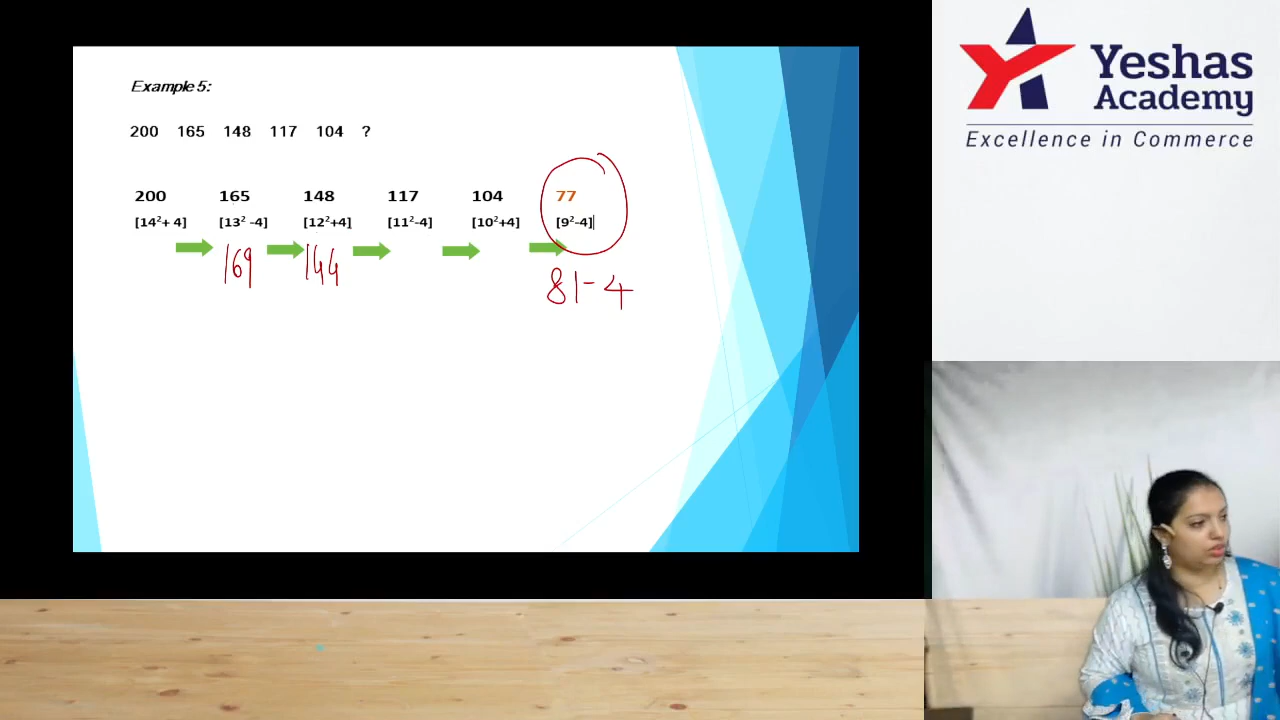 Example 5:
200 165 148 117 104 ?
200 165 148 117 104 77
[14²+ 4] [13² -4] [12²+4] [11²-4] [10²+4] [9²-4]
169 144
81-4
Yeshas
Academy
Excellence in Commerce